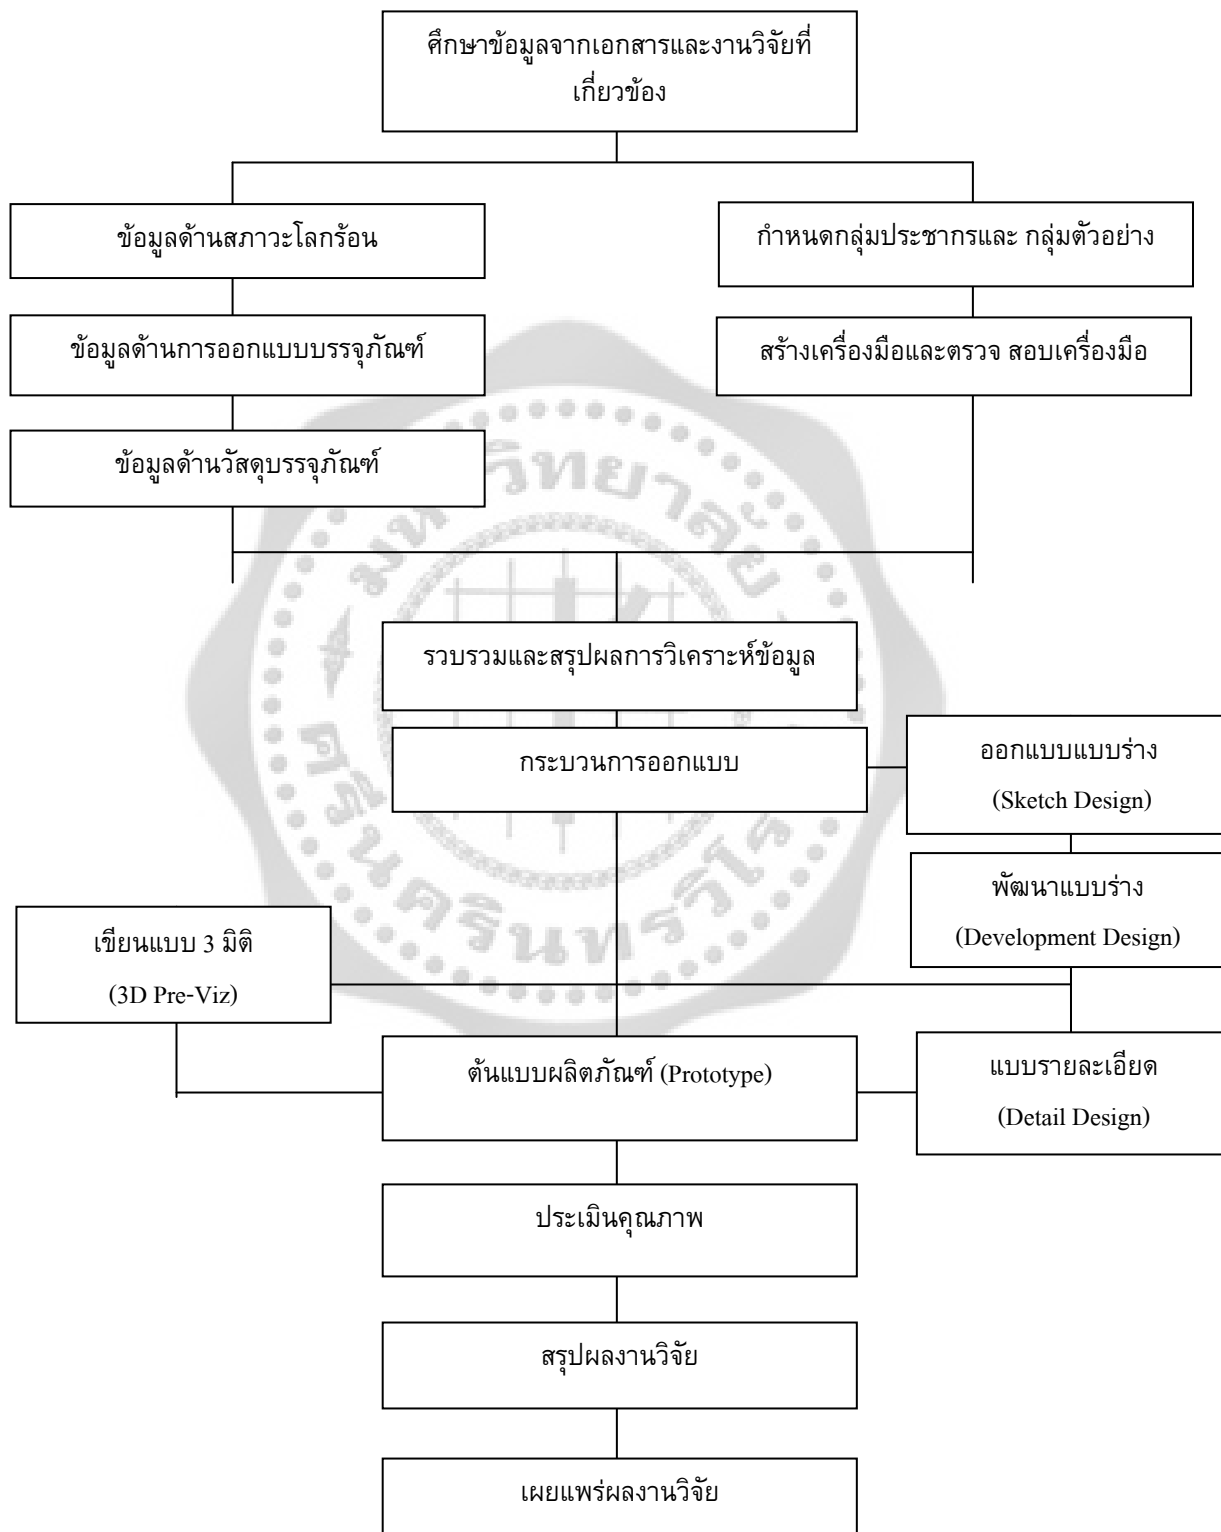 ศึกษาข้อมูลจากเอกสารและงานวิจัยที่
เกี่ยวข้อง
ข้อมูลด้านสภาวะโลกร้อน
กำหนดกลุ่มประชากรและ กลุ่มตัวอย่าง
ข้อมูลด้านการออกแบบบรรจุภัณฑ์
สร้างเครื่องมือและตรวจ สอบเครื่องมือ
ข้อมูลด้านวัสดุบรรจุภัณฑ์
รวบรวมและสรุปผลการวิเคราะห์ข้อมูล
กระบวนการออกแบบ
ออกแบบแบบร่าง
(Sketch Design)
พัฒนาแบบร่าง
(Development Design)
เขียนแบบ 3 มิติ
(3D Pre-Viz)
ต้นแบบผลิตภัณฑ์ (Prototype)
แบบรายละเอียด
(Detail Design)
ประเมินคุณภาพ
สรุปผลงานวิจัย
เผยแพร่ผลงานวิจัย